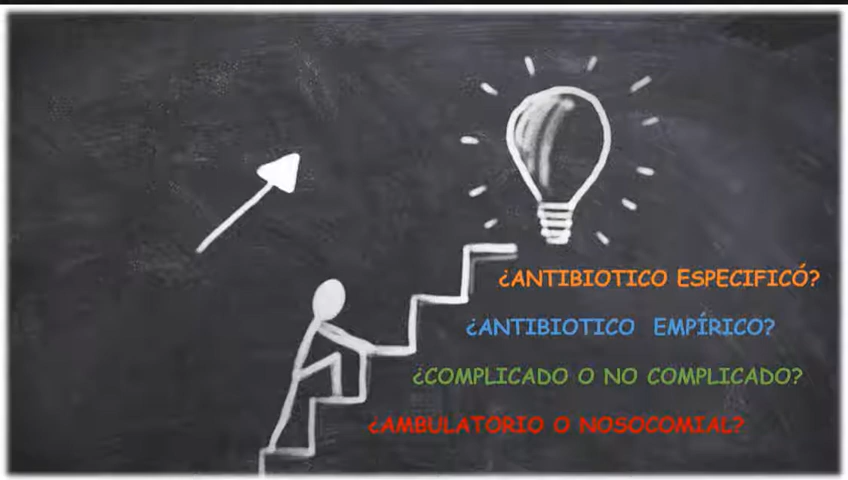 ¿ANTIBIOTICO ESPECIFICÓ?
¿ANTIBIOTICO EMPÍRICO?
¿COMPLICADO O NO COMPLICADO?
¿AMBULATORIO O NOSOCOMIAL?